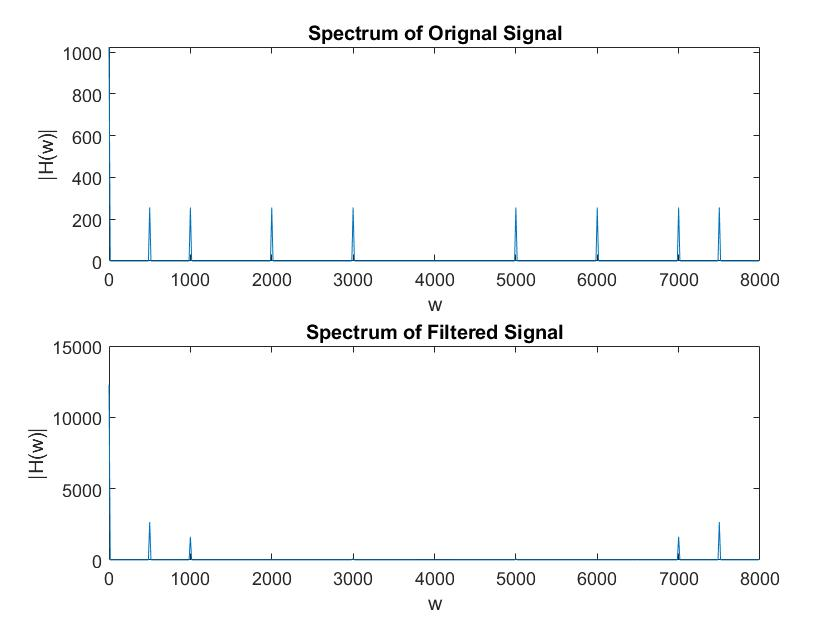 Spectrum of Orignal Signal
1000
800
600
400
200
0
|H(w)|
0 1000 2000 3000 4000 5000 6000 7000 8000
w
Spectrum of Filtered Signal
15000
10000
5000
0
|H(w)|
0 1000 2000 3000 4000 5000 6000 7000 8000
w